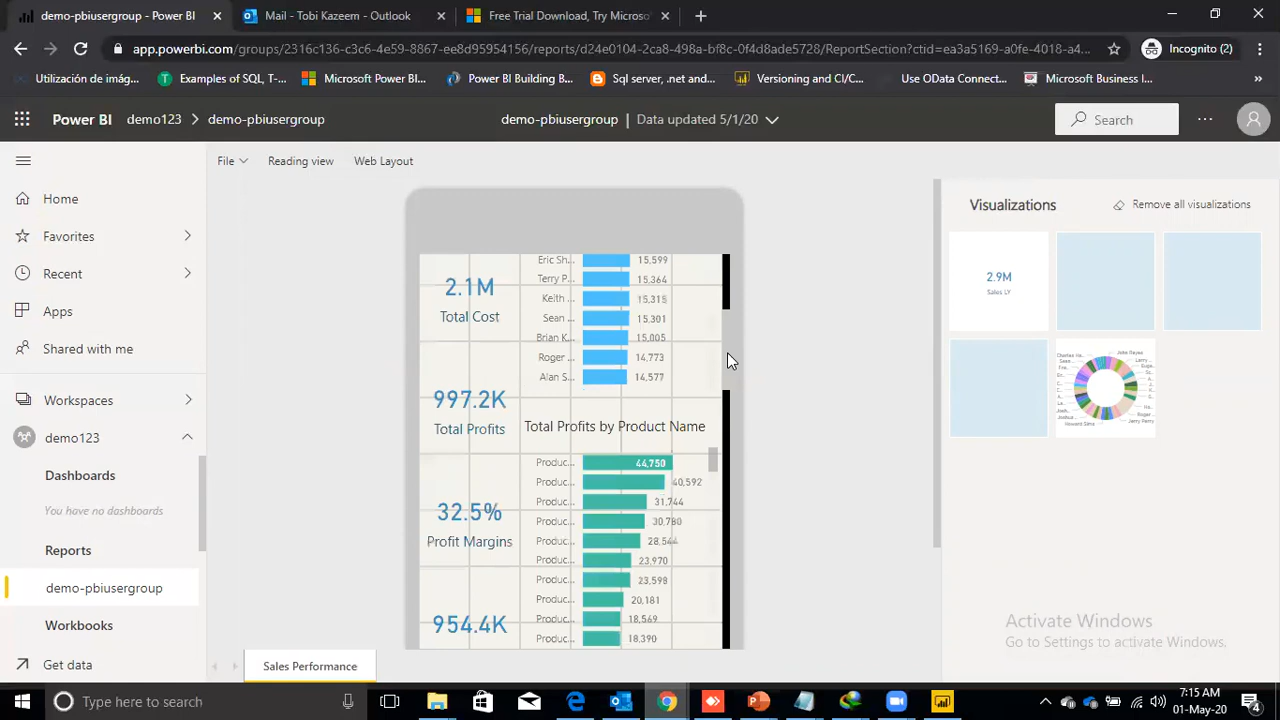 demo-pbiusergroup - Power BI
Mail - Tobi Kazeem - Outlook
Free Trial Download, Try Microso
app.powerbi.com/groups/2316c136-c3c6-4e59-8867-ee8d95954156/reports/d24e0104-2ca8-498a-bf8c-0f4d8ade5728/ReportSection?ctid=ea3a5169-a0fe-4018-a4...
Incognito (2)
Utilización de imág...
Examples of SQL, T-...
Microsoft Power BI...
Power BI Building B...
Sql server, .net and...
Versioning and CI/C...
Use OData Connect...
Microsoft Business I...
Power BI
demo123
demo-pbiusergroup
demo-pbiusergroup | Data updated 5/1/20
Search
File
Reading view
Web Layout
Home
Favorites
Recent
Apps
Shared with me
Workspaces
demo123
Dashboards
You have no dashboards
Reports
demo-pbiusergroup
Workbooks
Get data
2.1M
Total Cost
997.2K
Total Profits
32.5%
Profit Margins
954.4K
Eric Sh... 15,599
Terry P... 15,364
Keith ... 15,315
Sean ... 15,301
Brian K... 15,005
Roger ... 14,773
Alan S... 14,577
Total Profits by Product Name
Produc... 44,750
Produc... 40,592
Produc... 31,744
Produc... 30,780
Produc... 28,544
Produc... 23,970
Produc... 23,598
Produc... 20,181
Produc... 18,569
Produc... 18,390
Visualizations
Remove all visualizations
2.9M
Sales LY
Activate Windows
Go to Settings to activate Windows.
Sales Performance
Type here to search
7:15 AM
01-May-20
4